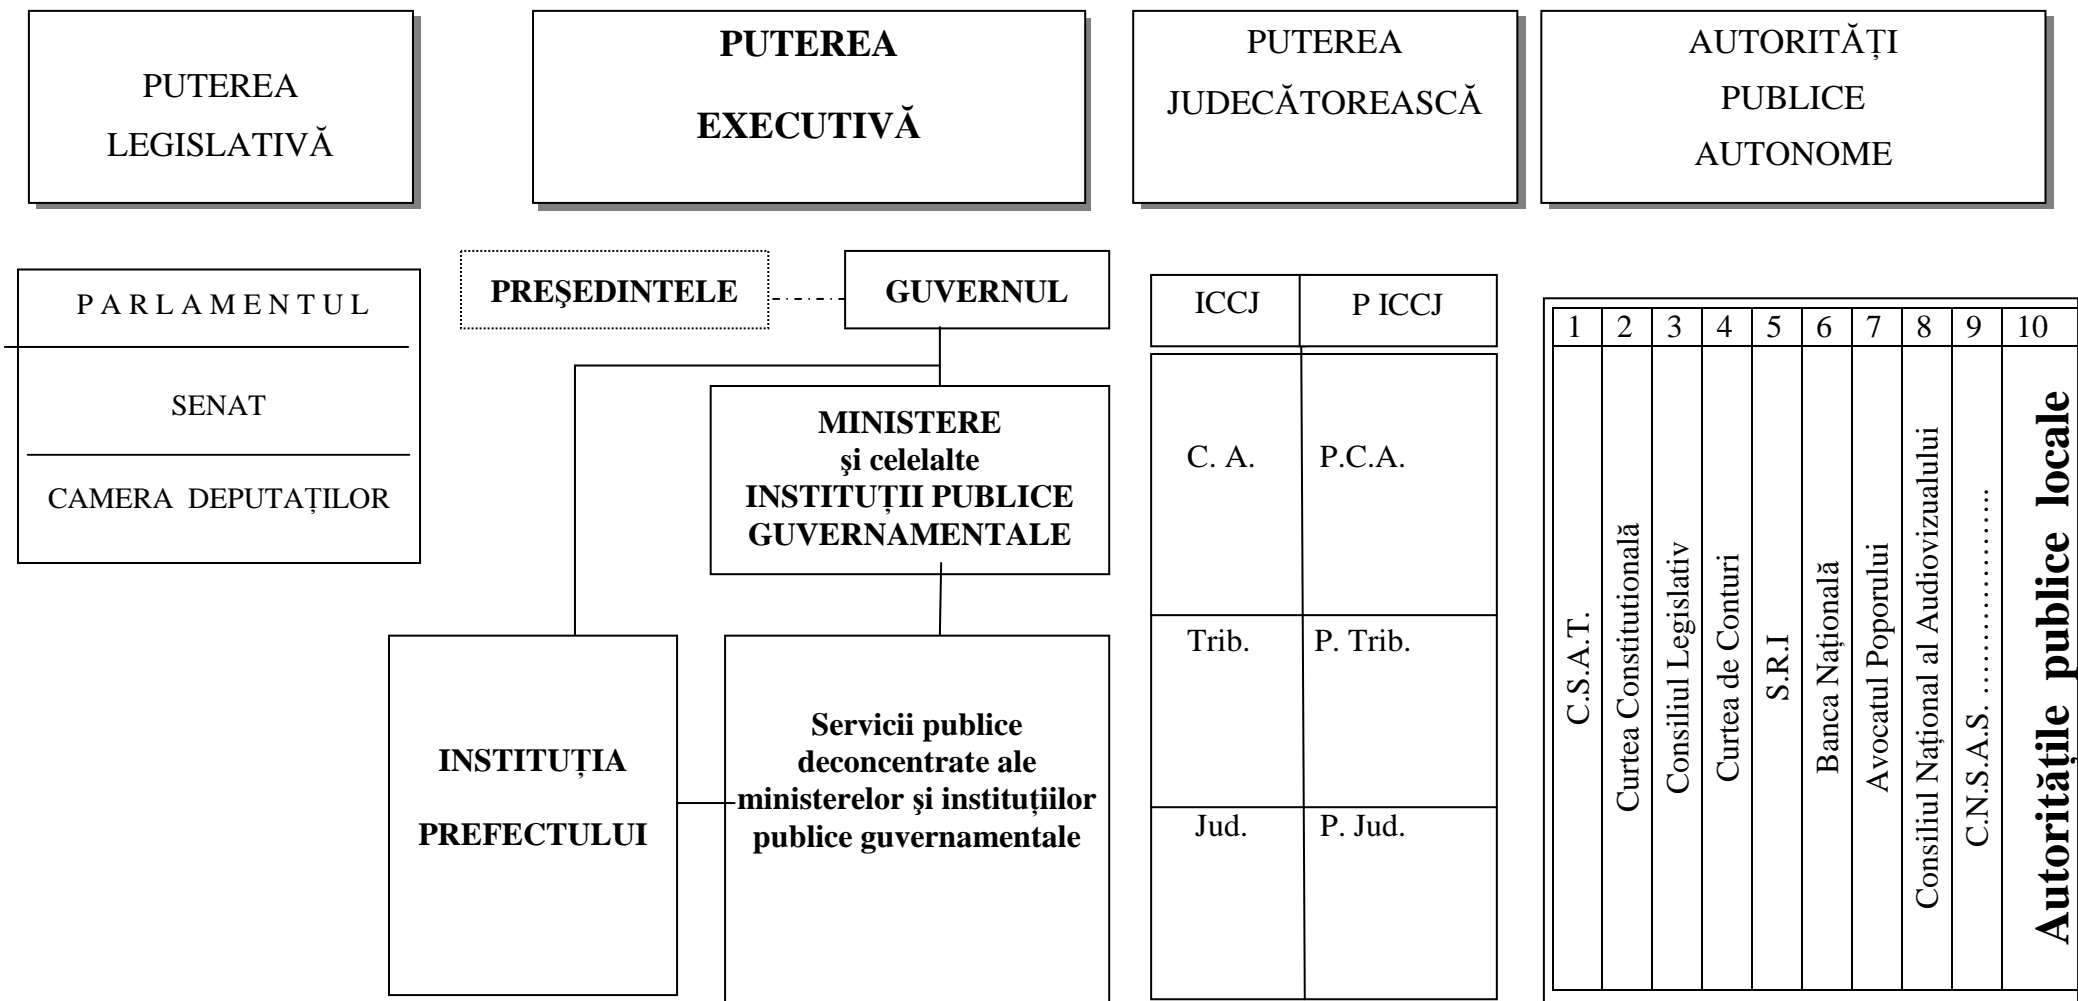 PUTEREA
LEGISLATIVĂ
PUTEREA
EXECUTIVĂ
PUTEREA
JUDECĂTOREASCĂ
AUTORITĂȚI
PUBLICE
AUTONOME
P A R L A M E N T U L
SENAT
CAMERA DEPUTAȚILOR
PREŞEDINTELE
GUVERNUL
MINISTERE
şi celelalte
INSTITUȚII PUBLICE
GUVERNAMENTALE
INSTITUȚIA
PREFECTULUI
Servicii publice
deconcentrate ale
ministerelor şi instituțiilor
publice guvernamentale
ICCJ
P ICCJ
C. A.
P.C.A.
Trib.
P. Trib.
Jud.
P. Jud.
1 2 3 4 5 6 7 8 9 10
C.S.A.T.
Curtea Constitutională
Consiliul Legislativ
Curtea de Conturi
S.R.I
Banca Națională
Avocatul Poporului
Consiliul Național al Audiovizualului
C.N.S.A.S. ........................
Autoritățile publice locale